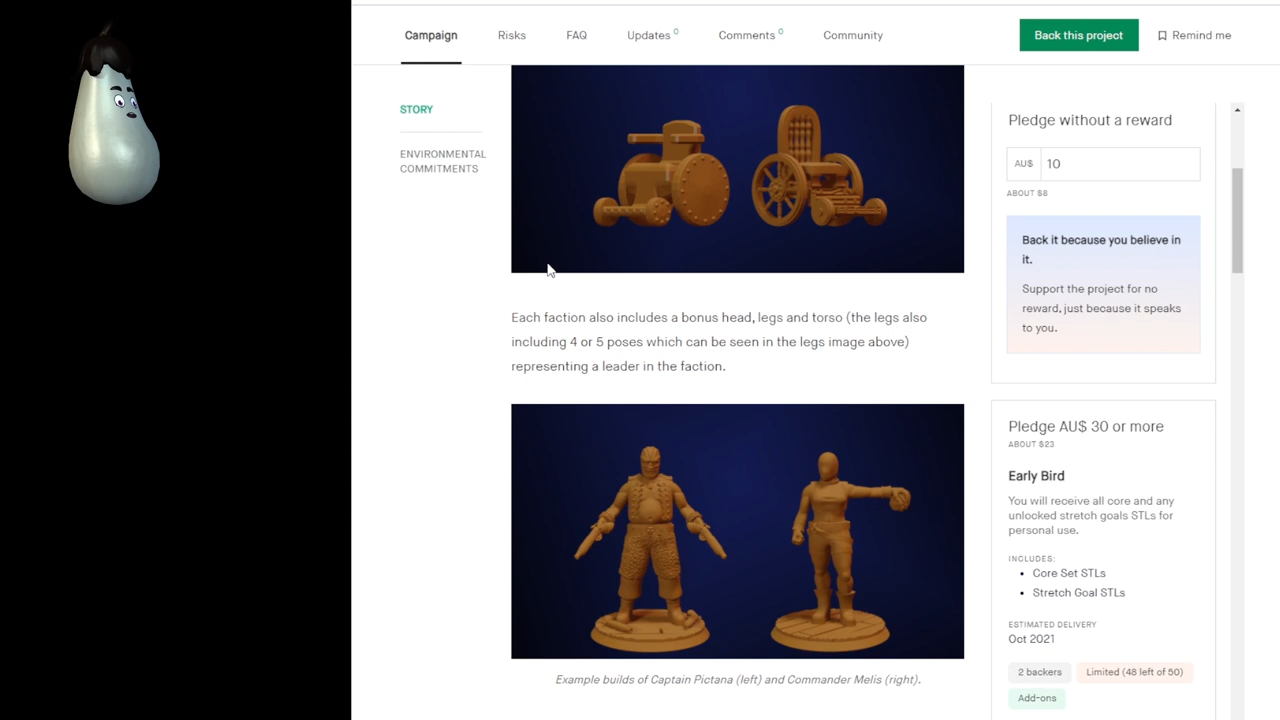 Campaign
Risks
FAQ
Updates 0
Comments 0
Community
Back this project
Remind me
STORY
ENVIRONMENTAL
COMMITMENTS
Each faction also includes a bonus head, legs and torso (the legs also
including 4 or 5 poses which can be seen in the legs image above)
representing a leader in the faction.
Example builds of Captain Pictana (left) and Commander Melis (right).
Pledge without a reward
AU$ 10
ABOUT $8
Back it because you believe in
it.
Support the project for no
reward, just because it speaks
to you.
Pledge AU$ 30 or more
ABOUT $23
Early Bird
You will receive all core and any
unlocked stretch goals STLs for
personal use.
INCLUDES:
• Core Set STLs
• Stretch Goal STLs
ESTIMATED DELIVERY
Oct 2021
2 backers
Limited (48 left of 50)
Add-ons